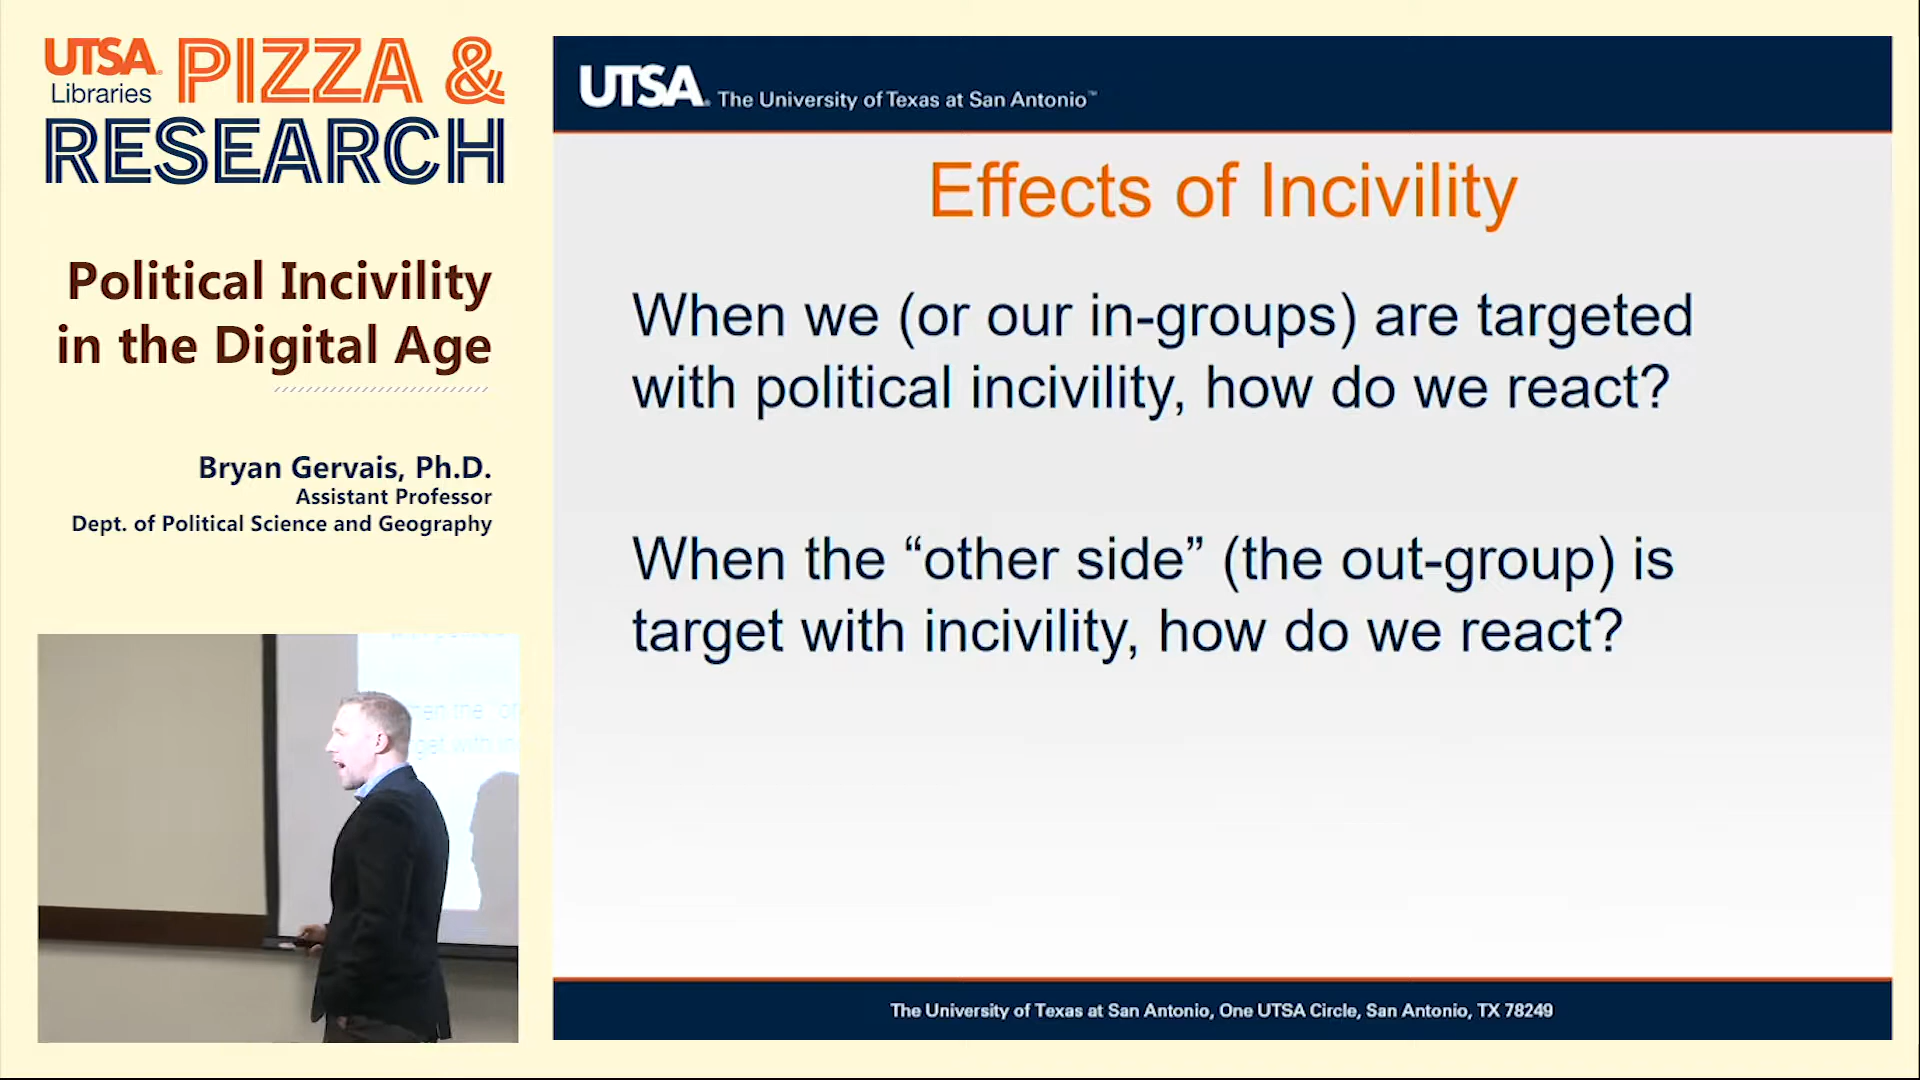 UTSA
Libraries
PIZZA &
RESEARCH
Political Incivility
in the Digital Age
Bryan Gervais, Ph.D.
Assistant Professor
Dept. of Political Science and Geography
UTSA The University of Texas at San Antonio™
Effects of Incivility
When we (or our in-groups) are targeted
with political incivility, how do we react?
When the “other side” (the out-group) is
target with incivility, how do we react?
The University of Texas at San Antonio, One UTSA Circle, San Antonio, TX 78249